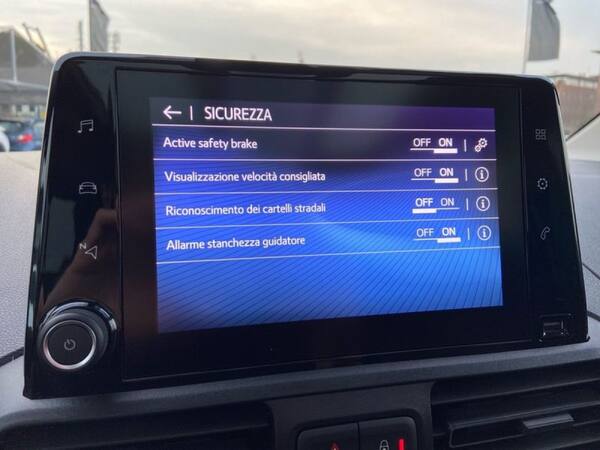 SICUREZZA
Active safety brake OFF ON
Visualizzazione velocità consigliata OFF ON
Riconoscimento dei cartelli stradali OFF ON
Allarme stanchezza guidatore OFF ON
N